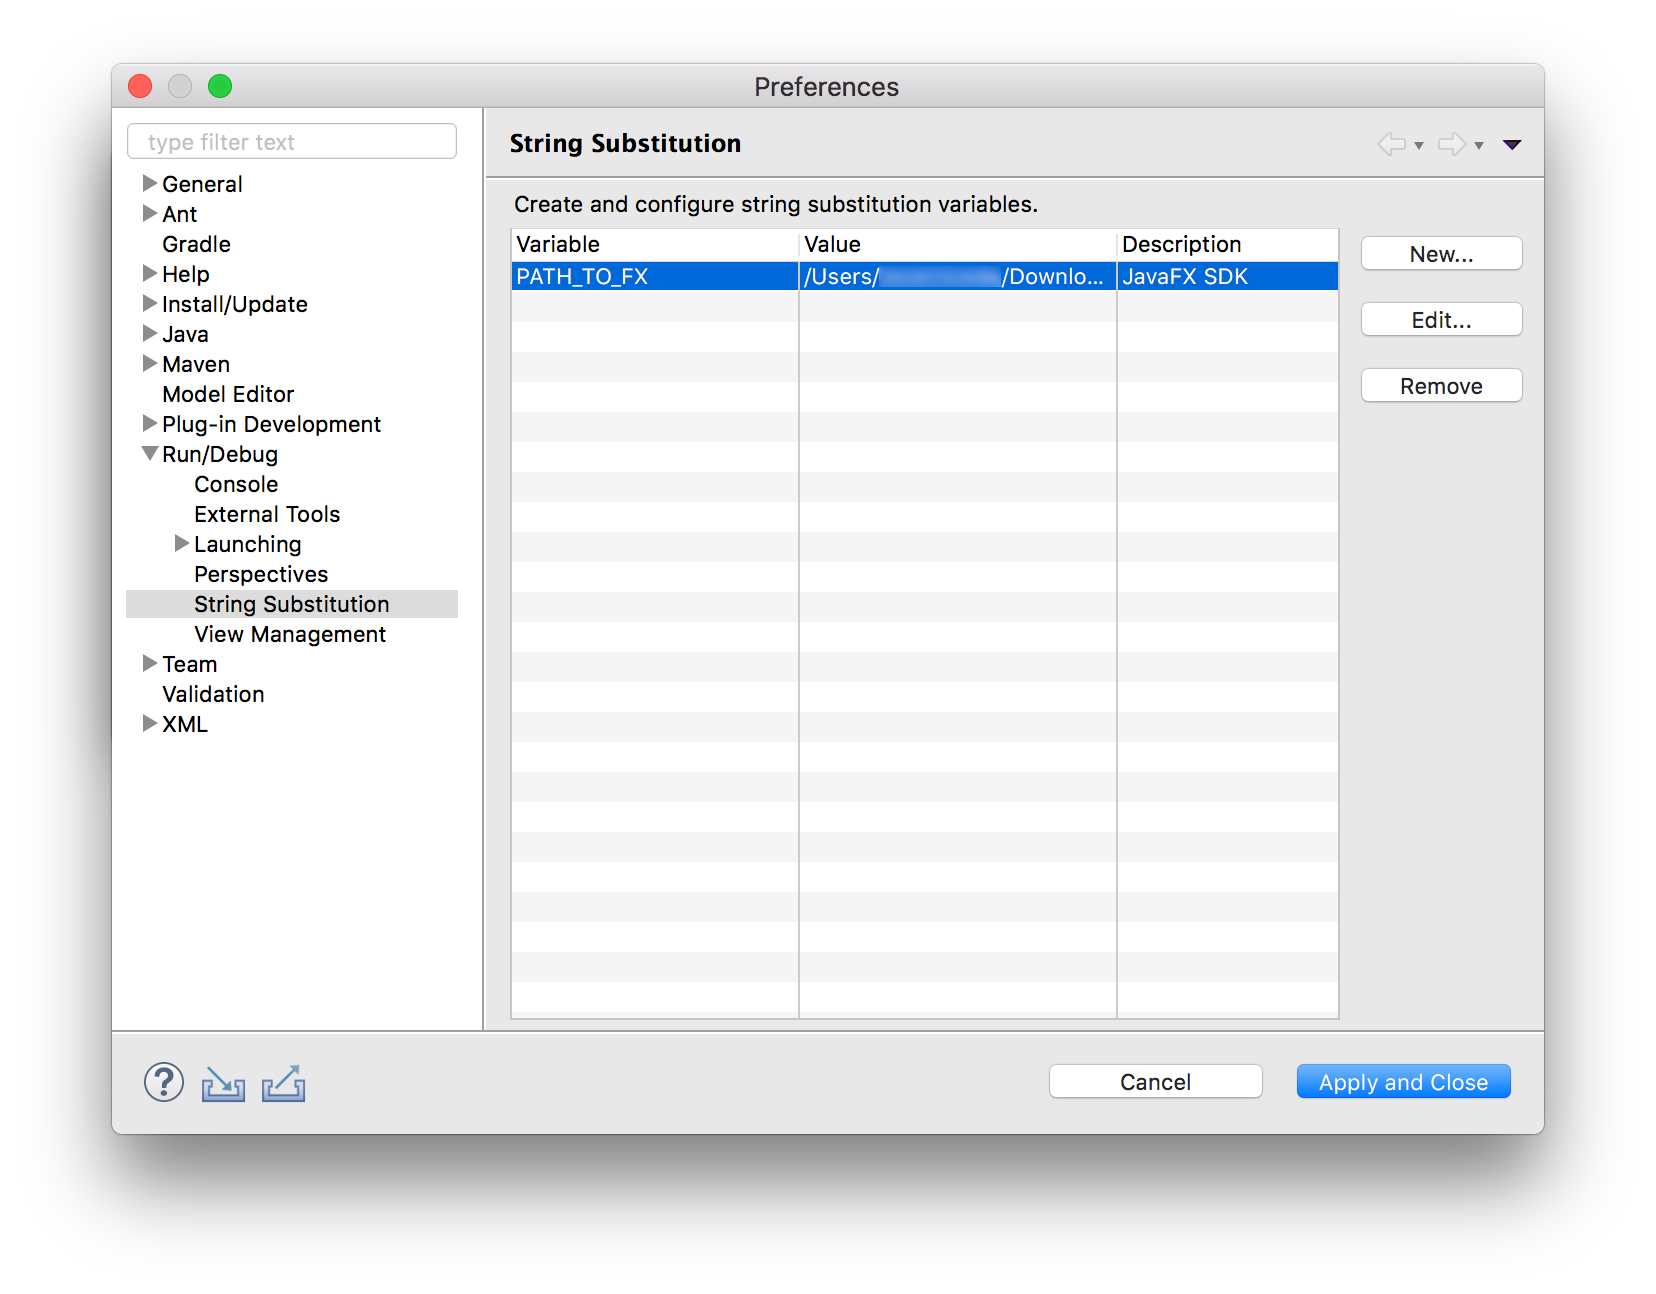 Preferences
type filter text
General
Ant
Gradle
Help
Install/Update
Java
Maven
Model Editor
Plug-in Development
Run/Debug
Console
External Tools
Launching
Perspectives
String Substitution
View Management
Team
Validation
XML
String Substitution
Create and configure string substitution variables.
Variable Value Description
PATH_TO_FX /Users/ /Downlo... JavaFX SDK
New...
Edit...
Remove
?
Cancel Apply and Close